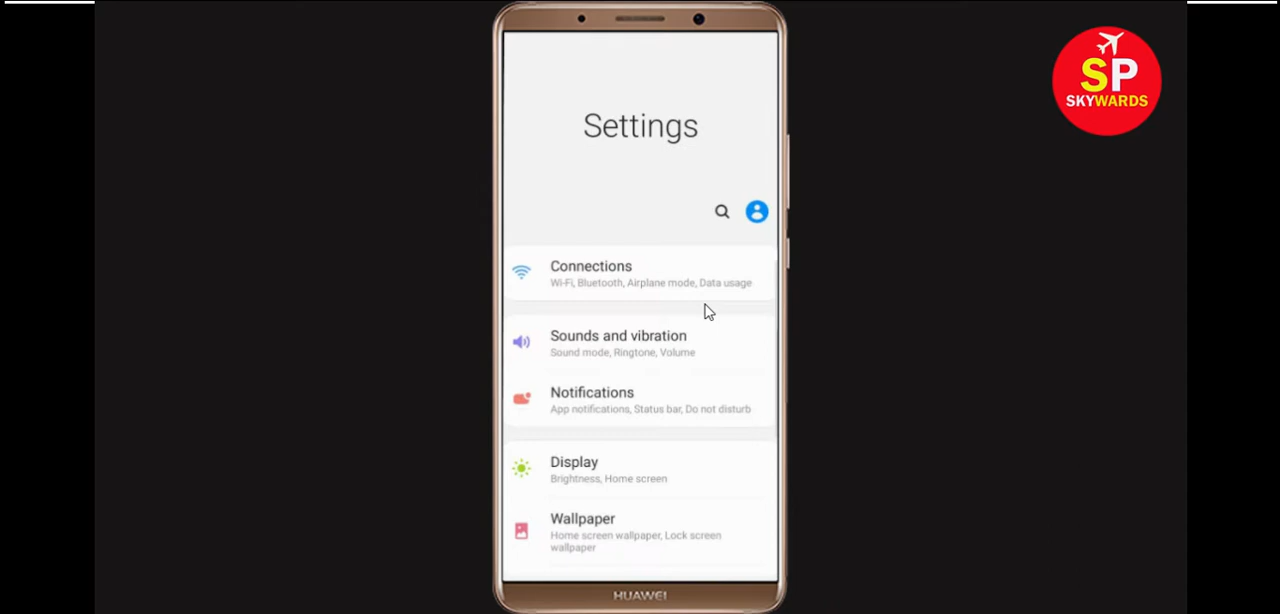 SP
SKYWARDS
Settings
Connections
Wi-Fi, Bluetooth, Airplane mode, Data usage
Sounds and vibration
Sound mode, Ringtone, Volume
Notifications
App notifications, Status bar, Do not disturb
Display
Brightness, Home screen
Wallpaper
Home screen wallpaper, Lock screen
wallpaper
HUAWEI